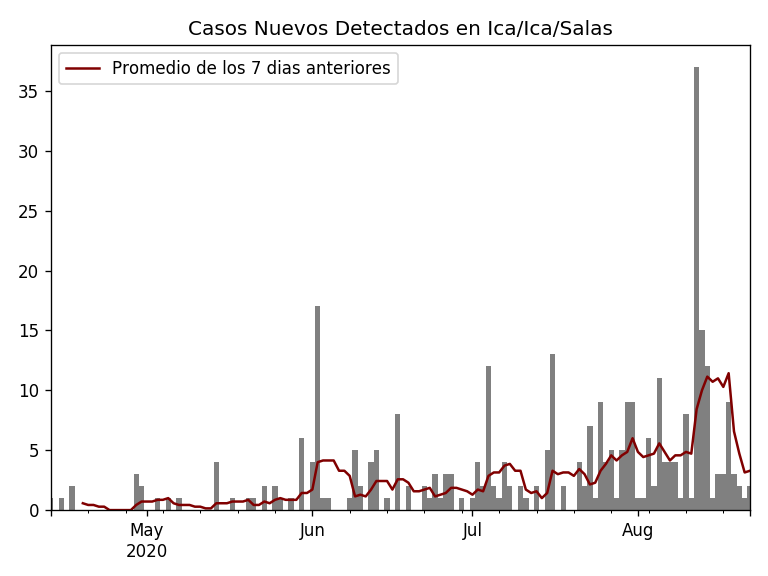 Casos Nuevos Detectados en Ica/Ica/Salas
Promedio de los 7 dias anteriores
35
30
25
20
15
10
5
0
May
2020
Jun
Jul
Aug